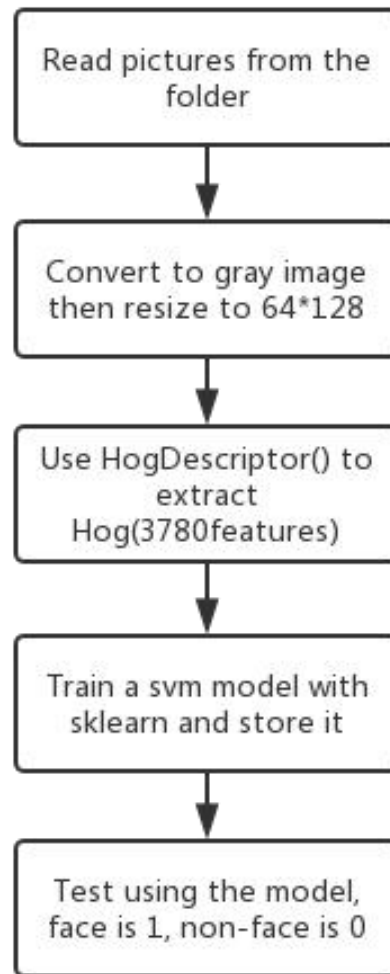 Read pictures from the
folder
Convert to gray image
then resize to 64*128
Use HogDescriptor() to
extract
Hog(3780features)
Train a svm model with
sklearn and store it
Test using the model,
face is 1, non-face is 0